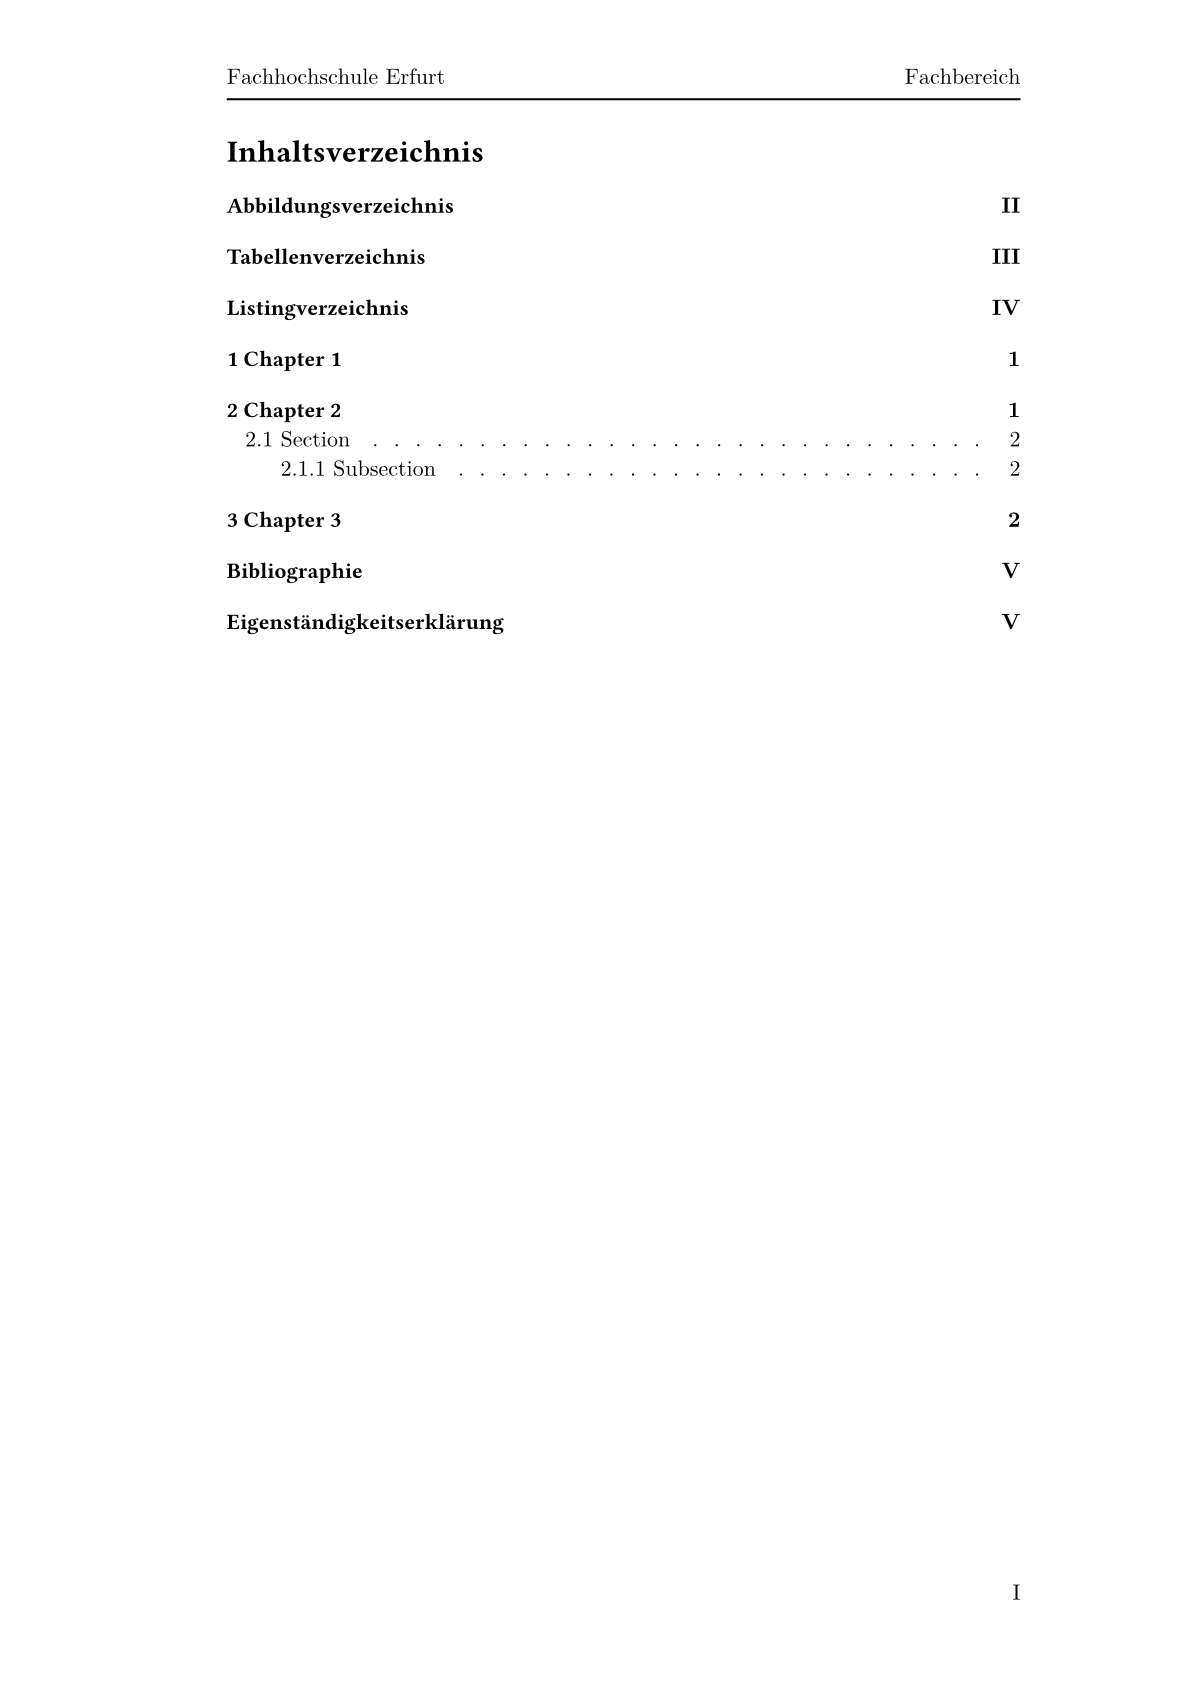 Fachhochschule Erfurt Fachbereich
Inhaltsverzeichnis
Abbildungsverzeichnis II
Tabellenverzeichnis III
Listingverzeichnis IV
1 Chapter 1 1
2 Chapter 2 1
2.1 Section . . . . . . . . . . . . . . . . . . . . . . . . . . . . . 2
2.1.1 Subsection . . . . . . . . . . . . . . . . . . . . . . . . . 2
3 Chapter 3 2
Bibliographie V
Eigenständigkeitserklärung V
I